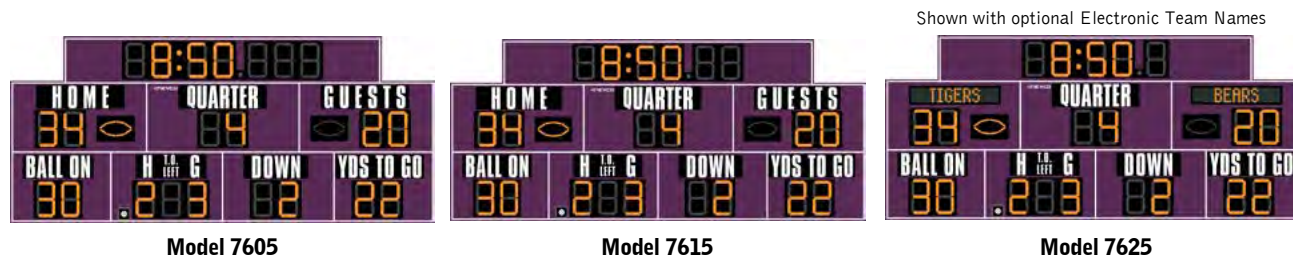 Shown with optional Electronic Team Names
8:50
HOME QUARTER GUESTS
34 4 20
BALL ON H T.O. LEFT G DOWN YDS TO GO
30 2 3 2 22
Model 7605
8:50
HOME QUARTER GUESTS
34 4 20
BALL ON H T.O. LEFT G DOWN YDS TO GO
30 2 3 2 22
Model 7615
8:50
TIGERS QUARTER BEARS
34 4 20
BALL ON H T.O. LEFT G DOWN YDS TO GO
30 2 3 2 22
Model 7625